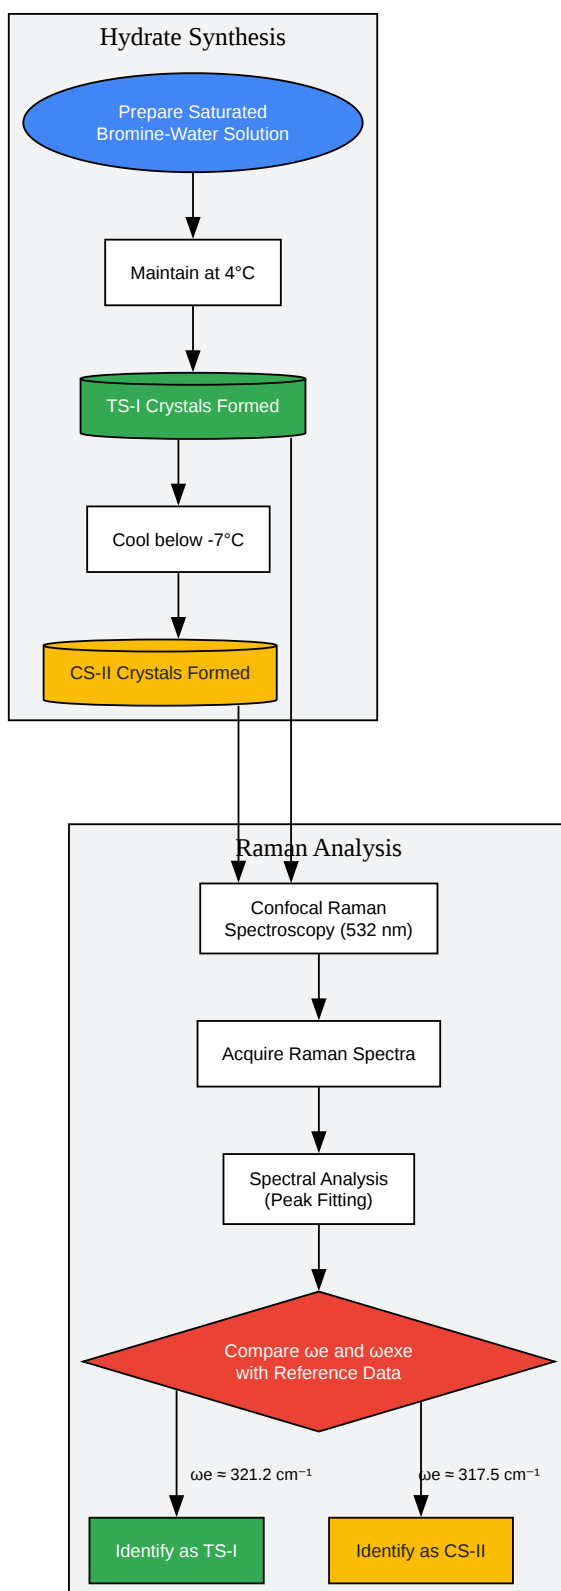 Hydrate Synthesis
Prepare Saturated
Bromine-Water Solution
Maintain at 4°C
TS-I Crystals Formed
Cool below -7°C
CS-II Crystals Formed
Raman Analysis
Confocal Raman
Spectroscopy (532 nm)
Acquire Raman Spectra
Spectral Analysis
(Peak Fitting)
Compare ωe and ωexe
with Reference Data
ωe ≈ 321.2 cm⁻¹
ωe ≈ 317.5 cm⁻¹
Identify as TS-I
Identify as CS-II